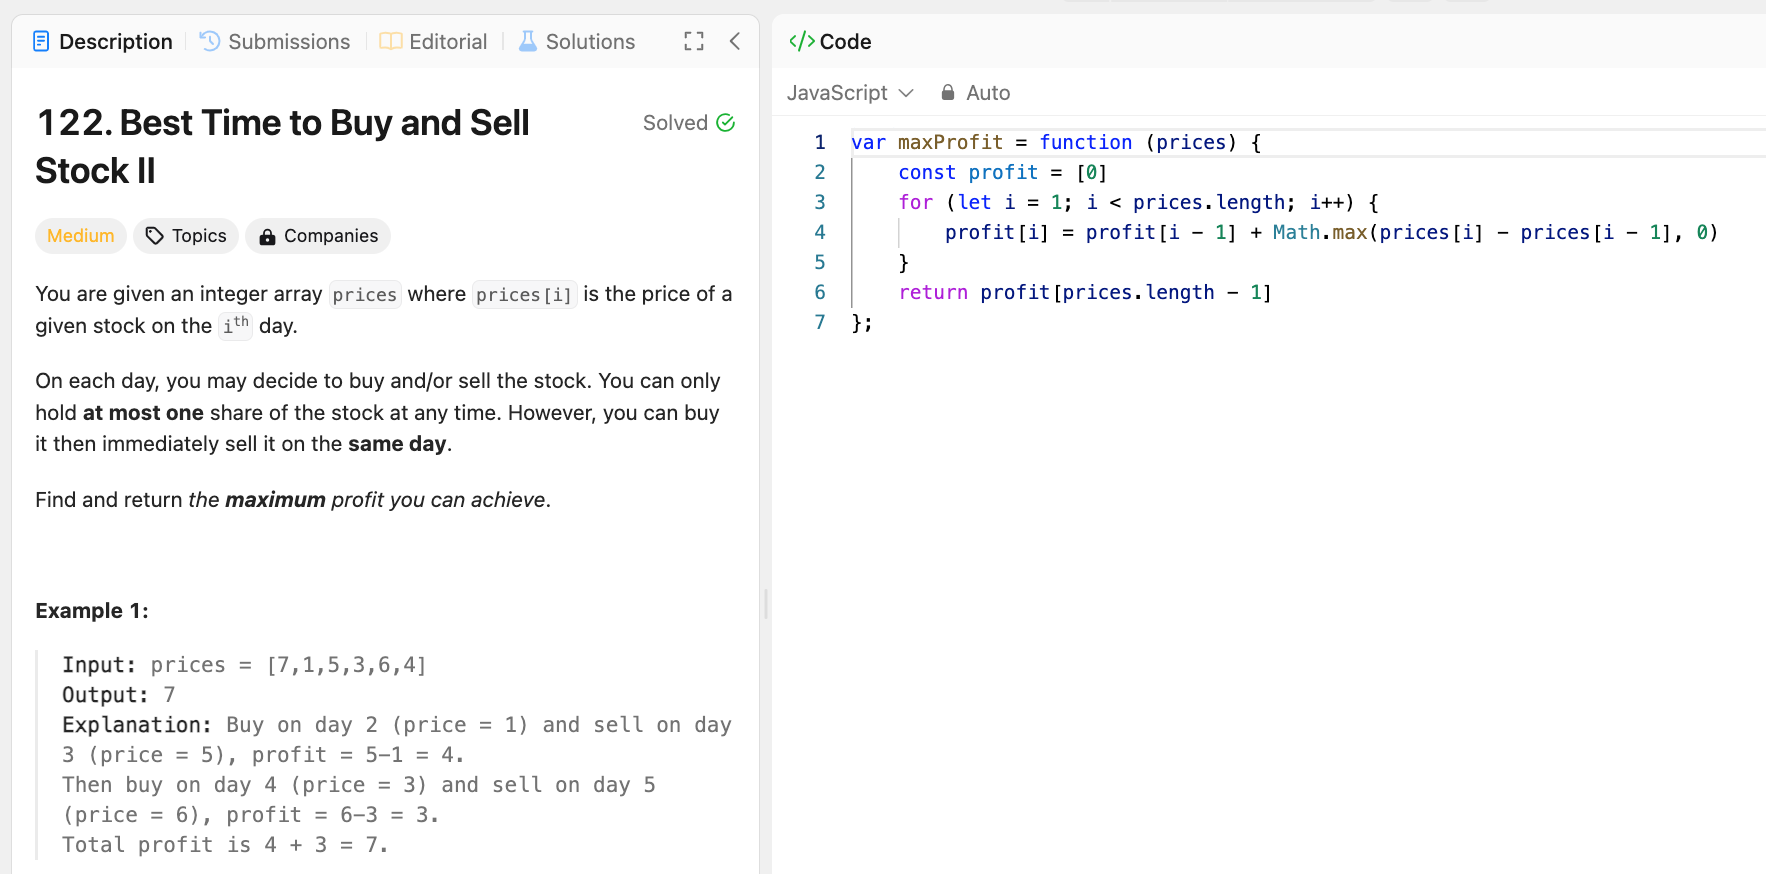 Description
Submissions
Editorial
Solutions
122. Best Time to Buy and Sell
Stock II
Solved
Medium
Topics
Companies
You are given an integer array prices where prices[i] is the price of a
given stock on the ith day.
On each day, you may decide to buy and/or sell the stock. You can only
hold at most one share of the stock at any time. However, you can buy
it then immediately sell it on the same day.
Find and return the maximum profit you can achieve.
Example 1:
Input: prices = [7,1,5,3,6,4]
Output: 7
Explanation: Buy on day 2 (price = 1) and sell on day
3 (price = 5), profit = 5-1 = 4.
Then buy on day 4 (price = 3) and sell on day 5
(price = 6), profit = 6-3 = 3.
Total profit is 4 + 3 = 7.
</> Code
JavaScript
Auto
1 var maxProfit = function (prices) {
2     const profit = [0]
3     for (let i = 1; i < prices.length; i++) {
4         profit[i] = profit[i - 1] + Math.max(prices[i] - prices[i - 1], 0)
5     }
6     return profit[prices.length - 1]
7 };